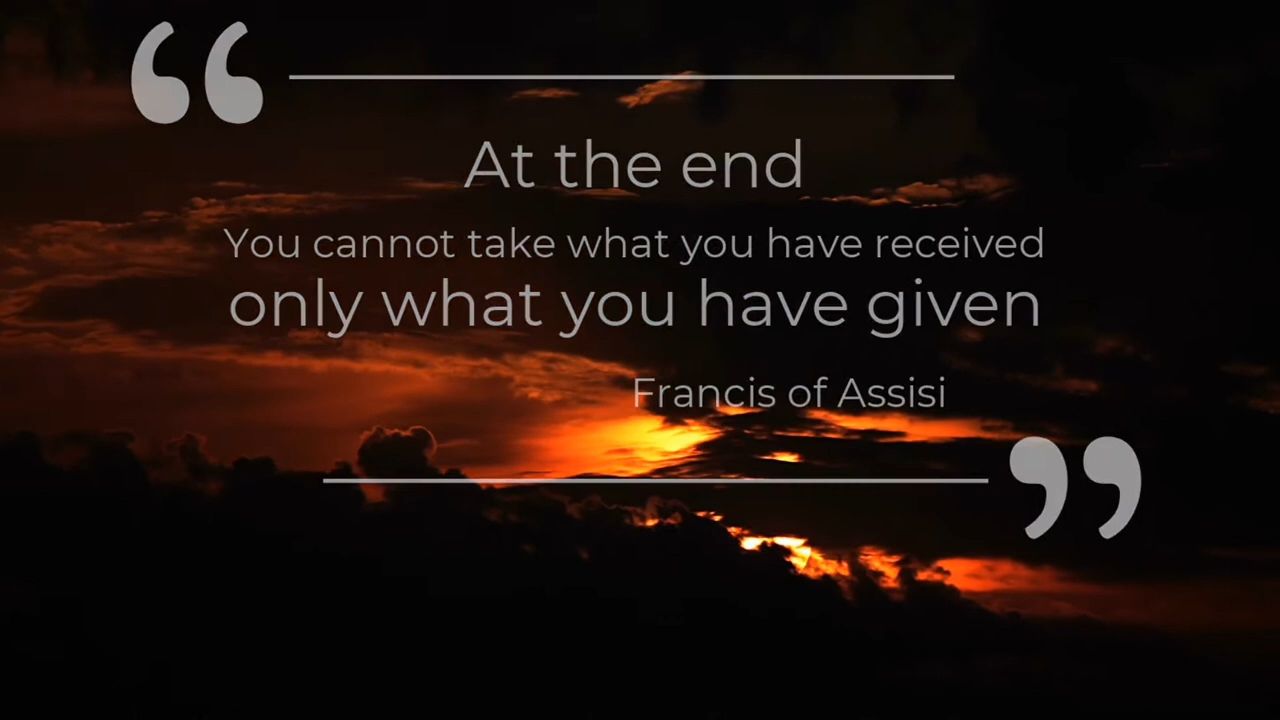 “
At the end
You cannot take what you have received
only what you have given
Francis of Assisi
”